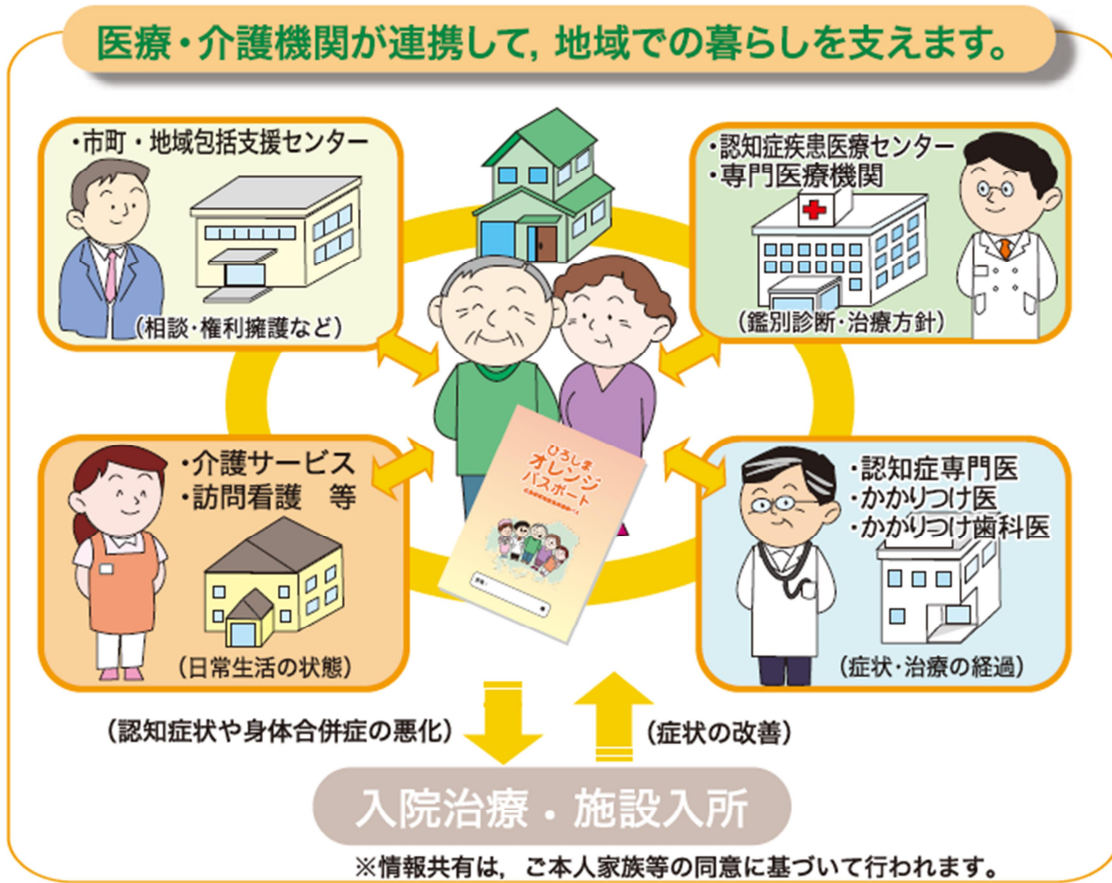 医療・介護機関が連携して，地域での暮らしを支えます。
・市町・地域包括支援センター
（相談・権利擁護など）
・認知症疾患医療センター
・専門医療機関
（鑑別診断・治療方針）
・介護サービス
・訪問看護　等
（日常生活の状態）
ひろしま
オレンジ
パスポート
・認知症専門医
・かかりつけ医
・かかりつけ歯科医
（症状・治療の経過）
（認知症状や身体合併症の悪化）
（症状の改善）
入院治療・施設入所
※情報共有は，ご本人家族等の同意に基づいて行われます。